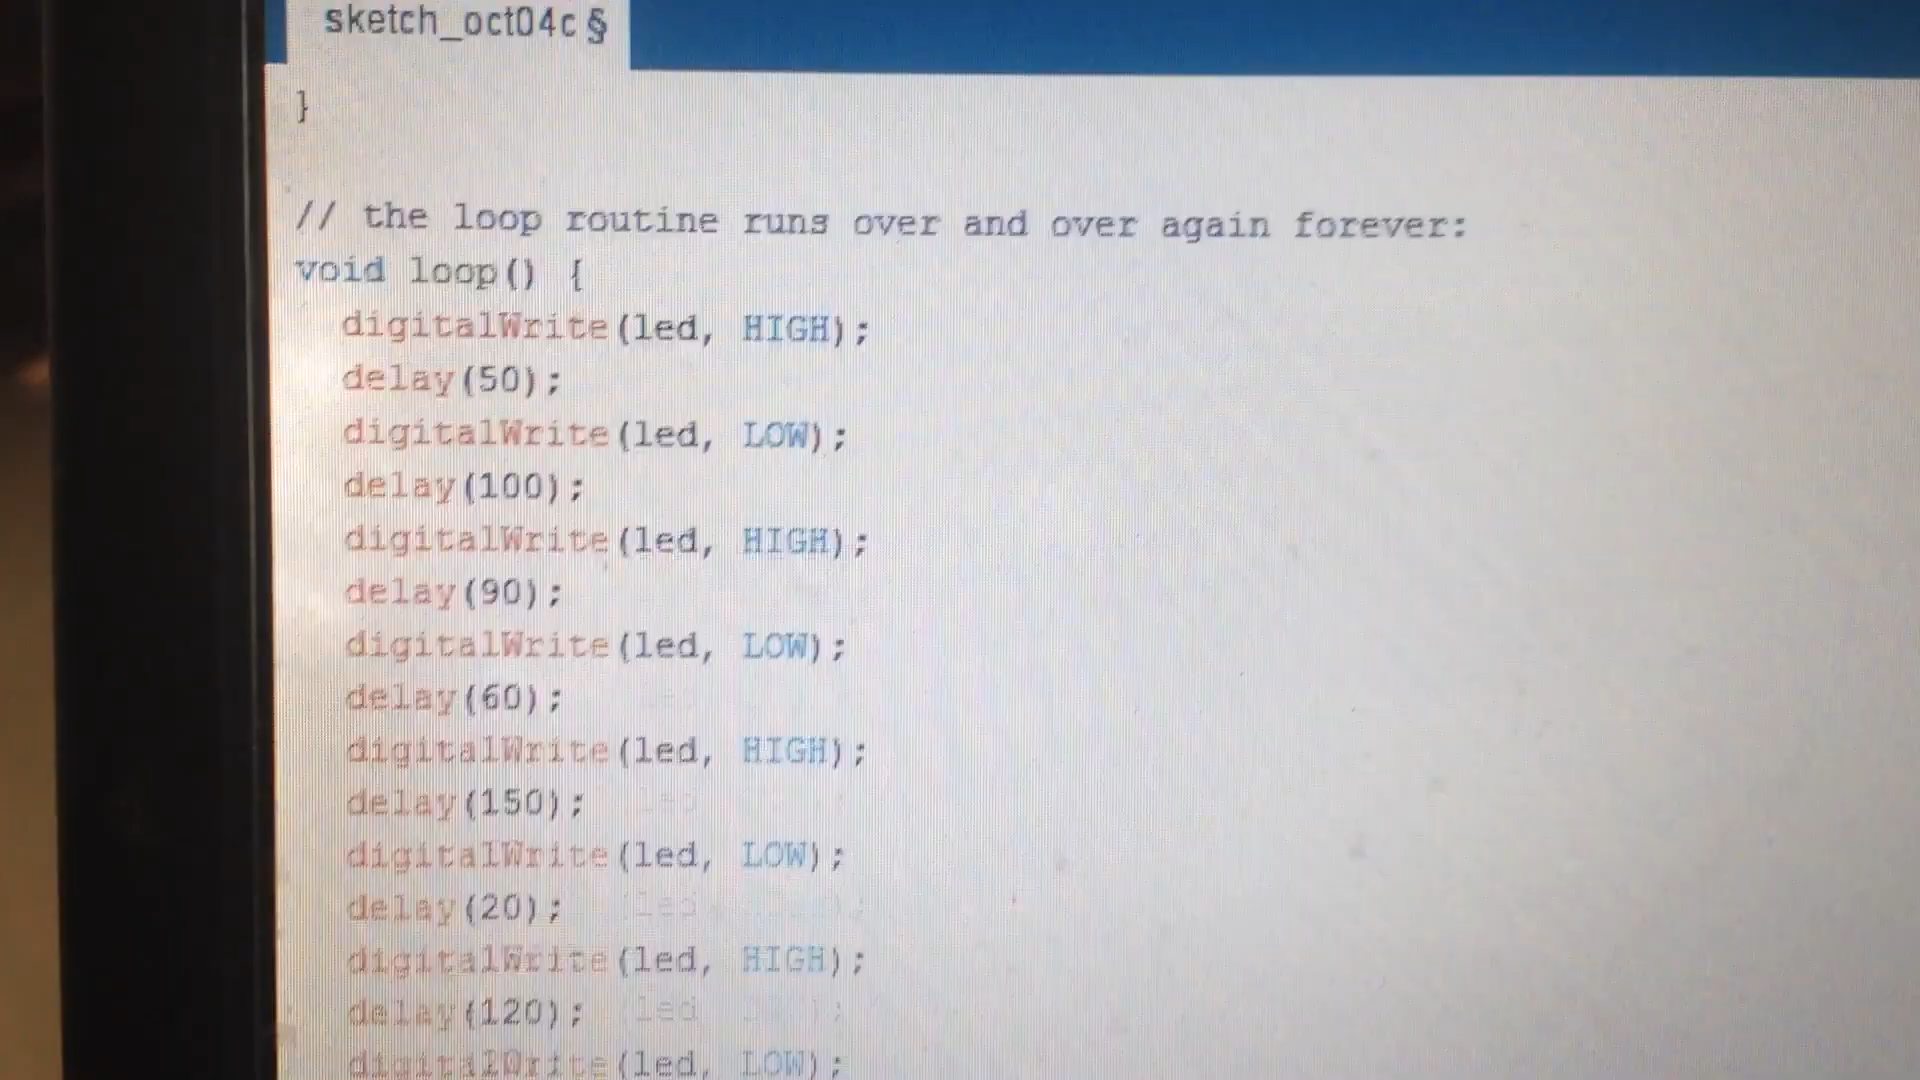 sketch_oct04c §
}
// the loop routine runs over and over again forever:
void loop() {
digitalWrite(led, HIGH);
delay(50);
digitalWrite(led, LOW);
delay(100);
digitalWrite(led, HIGH);
delay(90);
digitalWrite(led, LOW);
delay(60);
digitalWrite(led, HIGH);
delay(150);
digitalWrite(led, LOW);
delay(20);
digitalWrite(led, HIGH);
delay(120);
digitalWrite(led, LOW);